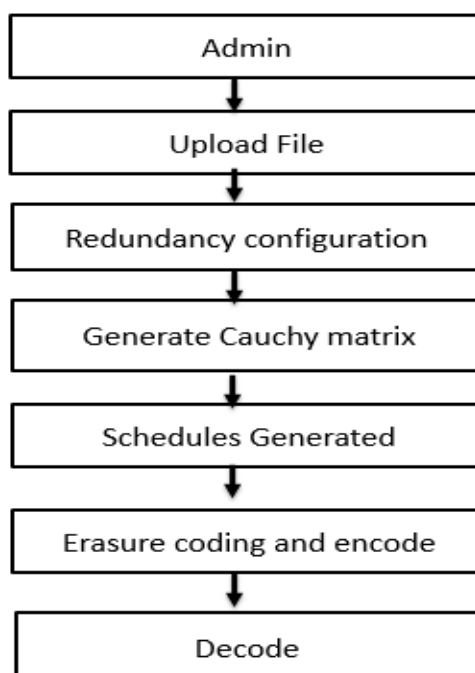 Admin
Upload File
Redundancy configuration
Generate Cauchy matrix
Schedules Generated
Erasure coding and encode
Decode